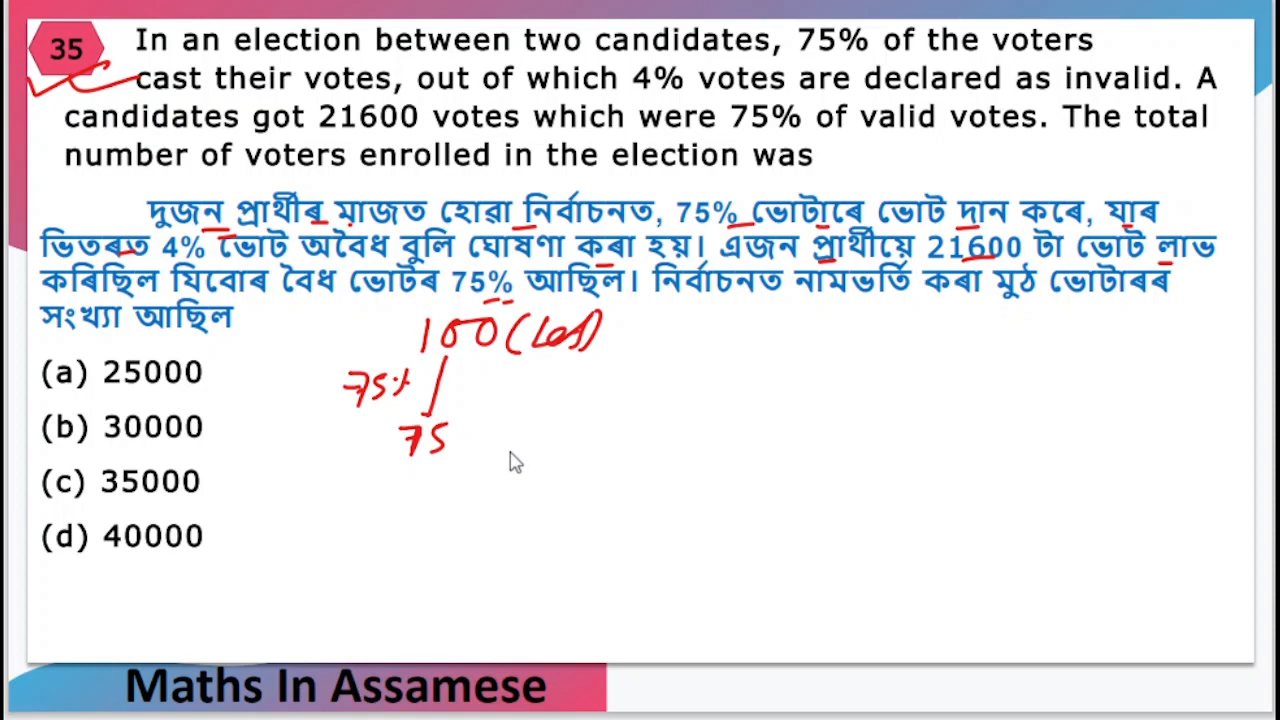 35 In an election between two candidates, 75% of the voters
cast their votes, out of which 4% votes are declared as invalid. A
candidates got 21600 votes which were 75% of valid votes. The total
number of voters enrolled in the election was
দুজন প্ৰাৰ্থীৰ মাজত হোৱা নিৰ্বাচনত, 75% ভোটাৰে ভোট দান কৰে, যাৰ
ভিতৰত 4% ভোট অবৈধ বুলি ঘোষণা কৰা হয়। এজন প্ৰাৰ্থীয়ে 21600 টা ভোট লাভ
কৰিছিল যিবোৰ বৈধ ভোটৰ 75% আছিল। নিৰ্বাচনত নামভৰ্তি কৰা মুঠ ভোটাৰৰ
সংখ্যা আছিল
100
(a) 25000
75%
(b) 30000
75
(c) 35000
(d) 40000
Maths In Assamese